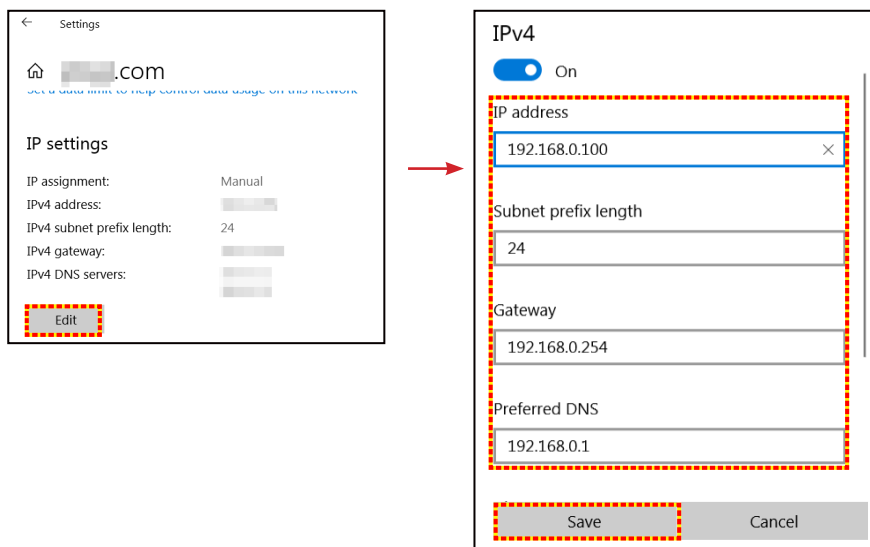 Settings
.com
Set a data limit to help control data usage on this network
IP settings
IP assignment: Manual
IPv4 address:
IPv4 subnet prefix length: 24
IPv4 gateway:
IPv4 DNS servers:
Edit
IPv4
On
IP address
192.168.0.100
Subnet prefix length
24
Gateway
192.168.0.254
Preferred DNS
192.168.0.1
Save Cancel